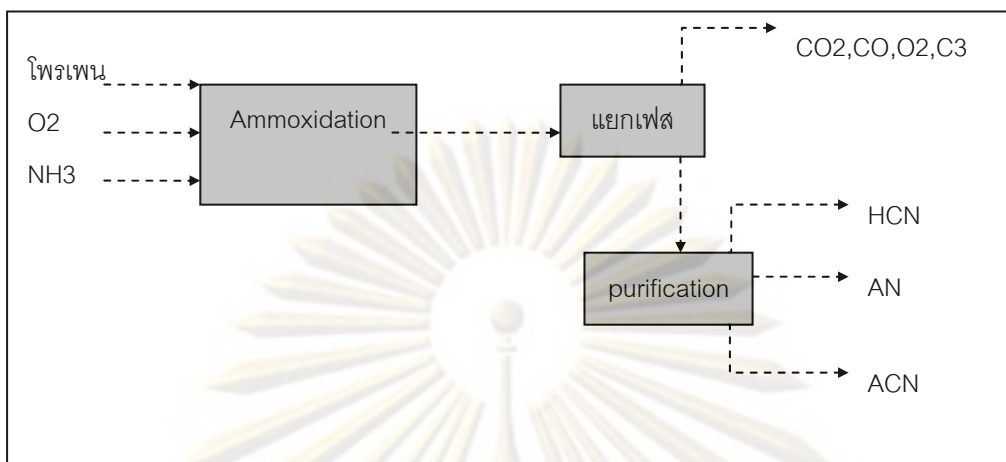 CO2,CO,O2,C3
โพรเพน
O2
Ammoxidation
แยกเฟส
NH3
HCN
purification
AN
ACN